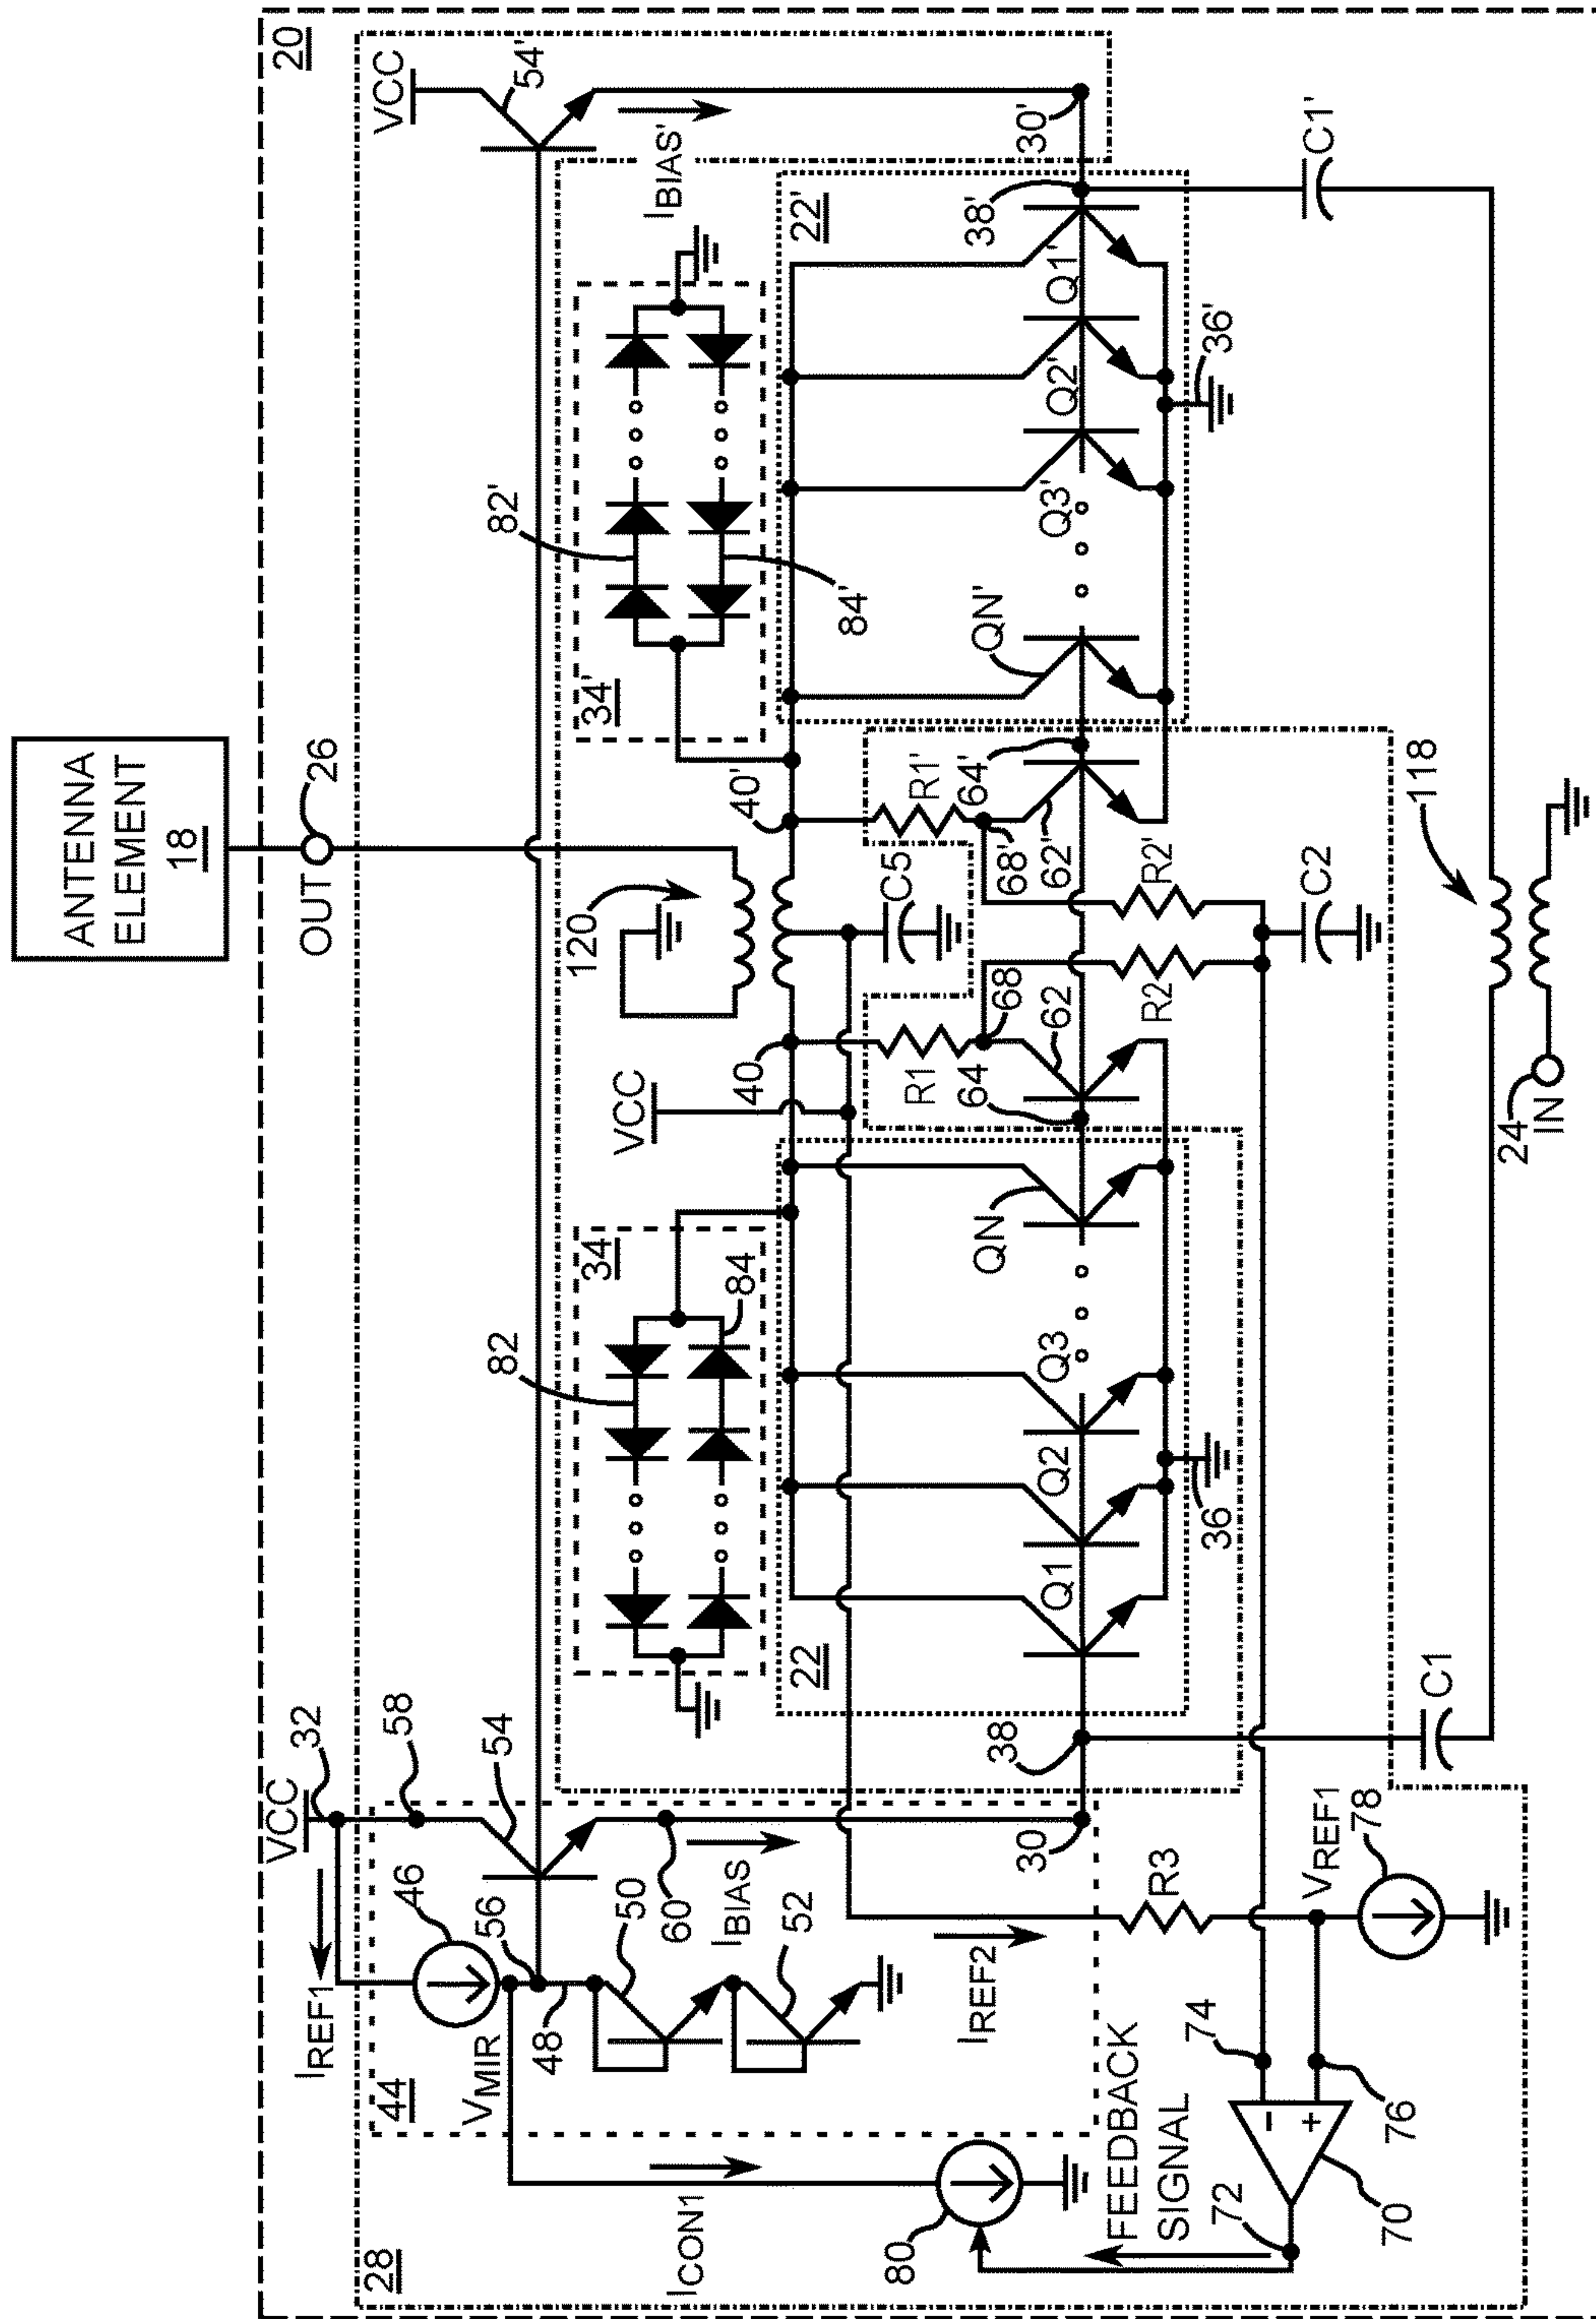 ANTENNA
ELEMENT
18
OUT
26
20
VCC
32
58
54
IREF1
46
56
VMIR
48
50
52
60
IBIAS
44
28
ICON1
80
FEEDBACK
SIGNAL
72
70
74
76
IREF2
R3
VREF1
78
30
38
C1
82
34
84
22
Q1
Q2
Q3
QN
36
VCC
40
120
C5
R1
68
62
64
R2
R2'
C2
40'
R1'
68'
62'
64'
34'
82'
84'
QN'
Q3'
Q2'
Q1'
22'
36'
38'
30'
IBIAS'
VCC
54'
C1'
118
24
IN